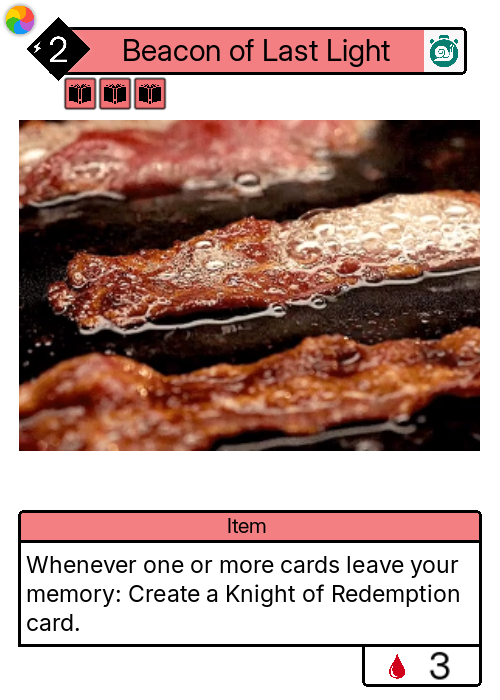 2
Beacon of Last Light
Item
Whenever one or more cards leave your
memory: Create a Knight of Redemption
card.
3